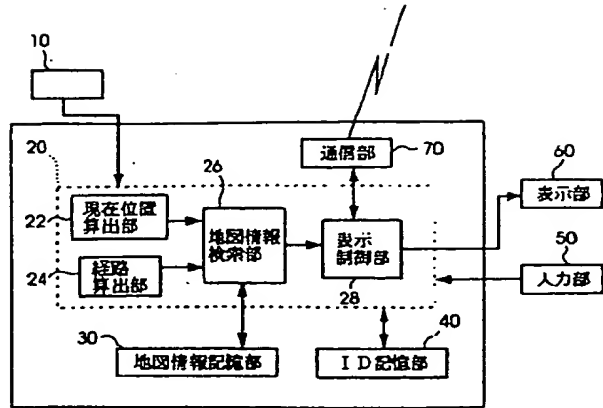 10
20
通信部
70
60
表示部
26
22
現在位置
算出部
地図情報
検索部
表示
制御部
24
経路
算出部
28
50
入力部
30
地図情報記憶部
40
ID記憶部